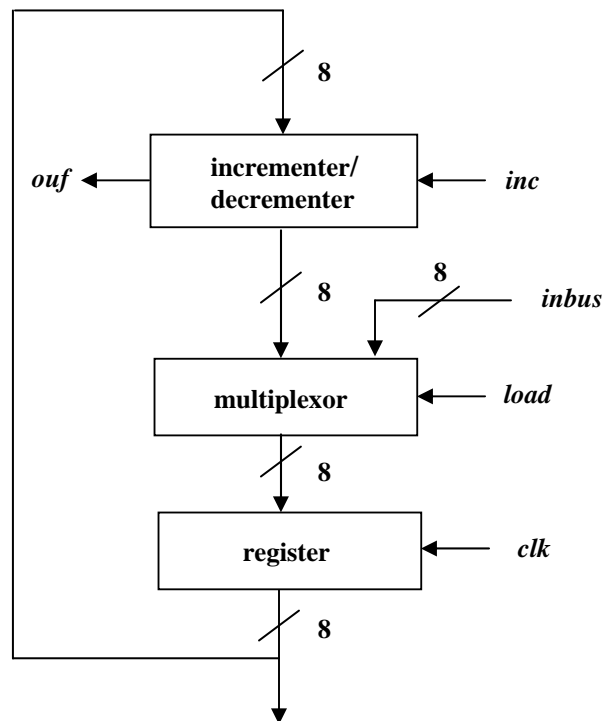 8
incrementer/
decrementer
ouf
inc
8
8
inbus
multiplexor
load
8
register
clk
8